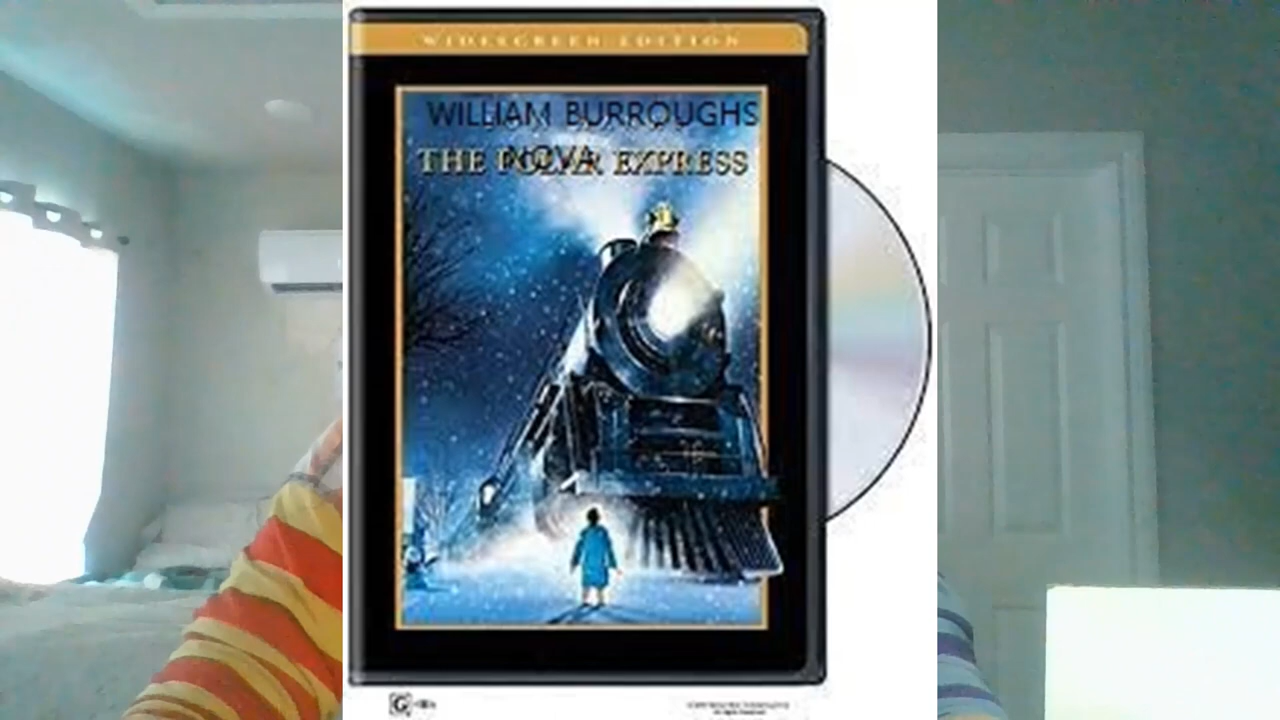 WIDESCREEN EDITION
WILLIAM BURROUGHS
NOVA
THE POLAR EXPRESS
G